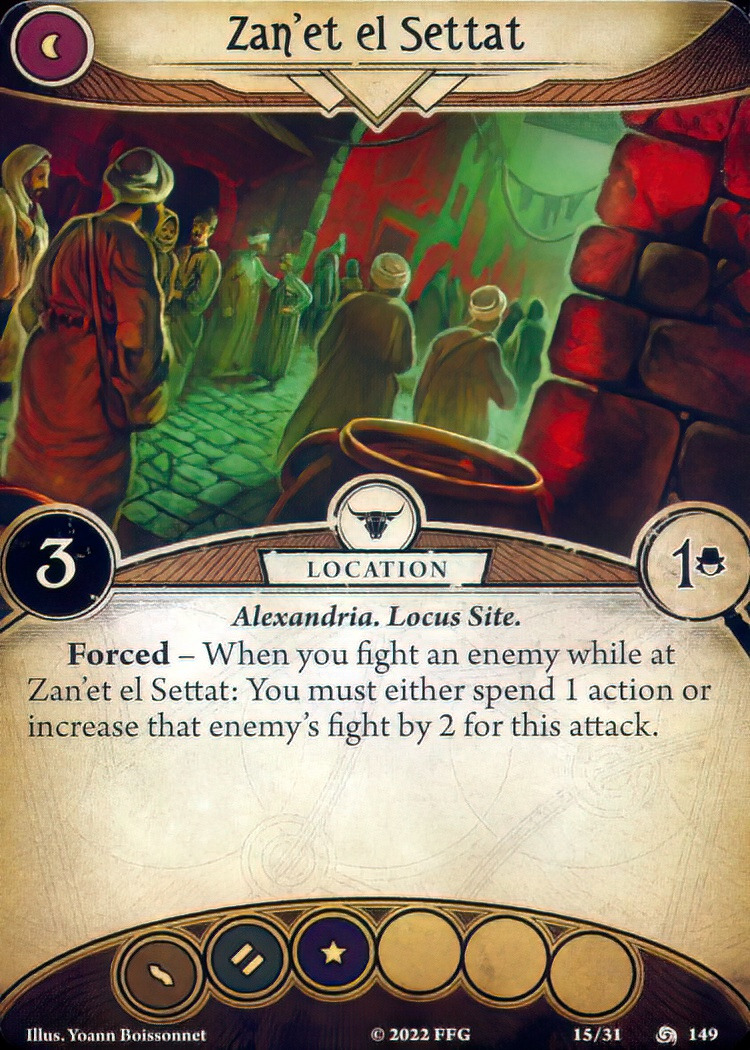 Zan'et el Settat
3
LOCATION
1
Alexandria. Locus Site.
Forced – When you fight an enemy while at
Zan'et el Settat: You must either spend 1 action or
increase that enemy's fight by 2 for this attack.
Illus. Yoann Boissonnet
© 2022 FFG
15/31
149